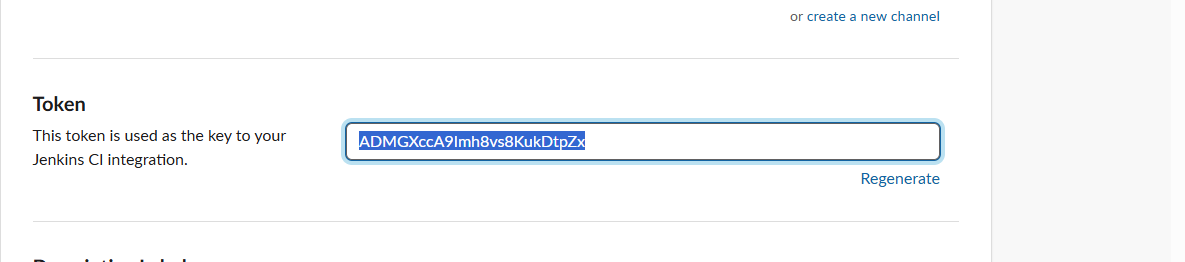 or create a new channel
Token
This token is used as the key to your
Jenkins CI integration.
ADMGXccA9Imh8vs8KukDtpZx
Regenerate